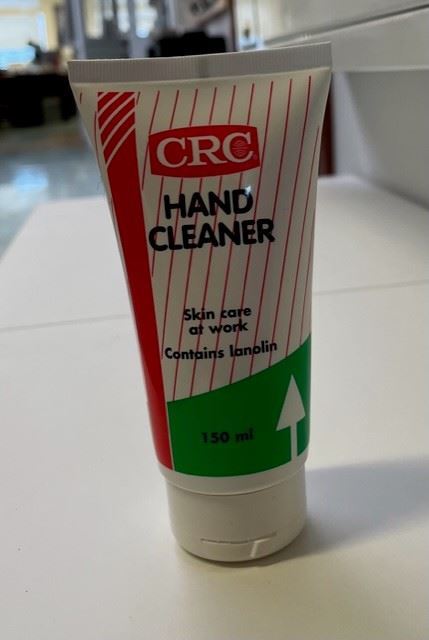 CRC
HAND
CLEANER
Skin care
at work
Contains lanolin
150 ml